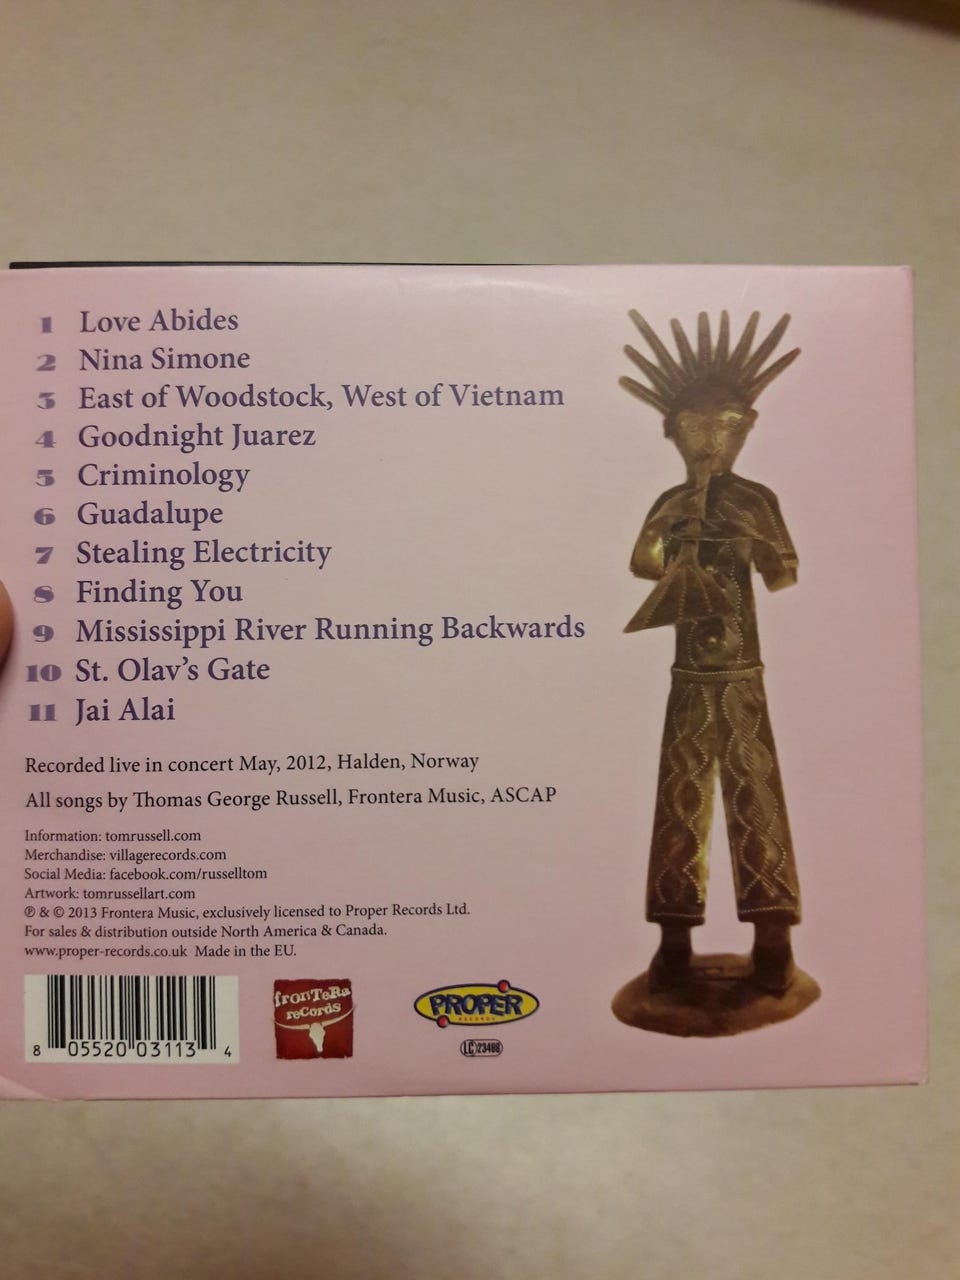 1 Love Abides
2 Nina Simone
3 East of Woodstock, West of Vietnam
4 Goodnight Juarez
5 Criminology
6 Guadalupe
7 Stealing Electricity
8 Finding You
9 Mississippi River Running Backwards
10 St. Olav's Gate
11 Jai Alai
Recorded live in concert May, 2012, Halden, Norway
All songs by Thomas George Russell, Frontera Music, ASCAP
Information: tomrussell.com
Merchandise: villagerecords.com
Social Media: facebook.com/russelltom
Artwork: tomrussellart.com
℗ & © 2013 Frontera Music, exclusively licensed to Proper Records Ltd.
For sales & distribution outside North America & Canada.
www.proper-records.co.uk Made in the EU.
8 05520 03113 4
fronTeRa
reCords
PROPER
RECORDS
LC 23488